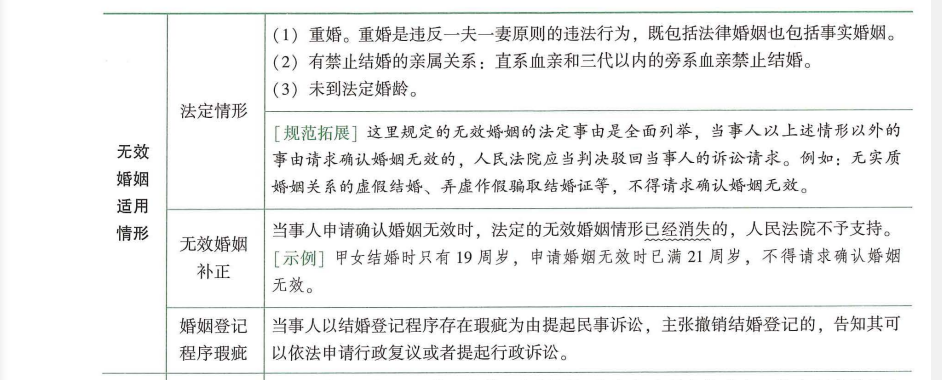 无效
婚姻
适用
情形
法定情形
（1）重婚。重婚是违反一夫一妻原则的违法行为，既包括法律婚姻也包括事实婚姻。
（2）有禁止结婚的亲属关系：直系血亲和三代以内的旁系血亲禁止结婚。
（3）未到法定婚龄。
［规范拓展］这里规定的无效婚姻的法定事由是全面列举，当事人以上述情形以外的
事由请求确认婚姻无效的，人民法院应当判决驳回当事人的诉讼请求。例如：无实质
婚姻关系的虚假结婚、弄虚作假骗取结婚证等，不得请求确认婚姻无效。
无效婚姻
补正
当事人申请确认婚姻无效时，法定的无效婚姻情形已经消失的，人民法院不予支持。
［示例］甲女结婚时只有 19 周岁，申请婚姻无效时已满 21 周岁，不得请求确认婚姻
无效。
婚姻登记
程序瑕疵
当事人以结婚登记程序存在瑕疵为由提起民事诉讼，主张撤销结婚登记的，告知其可
以依法申请行政复议或者提起行政诉讼。